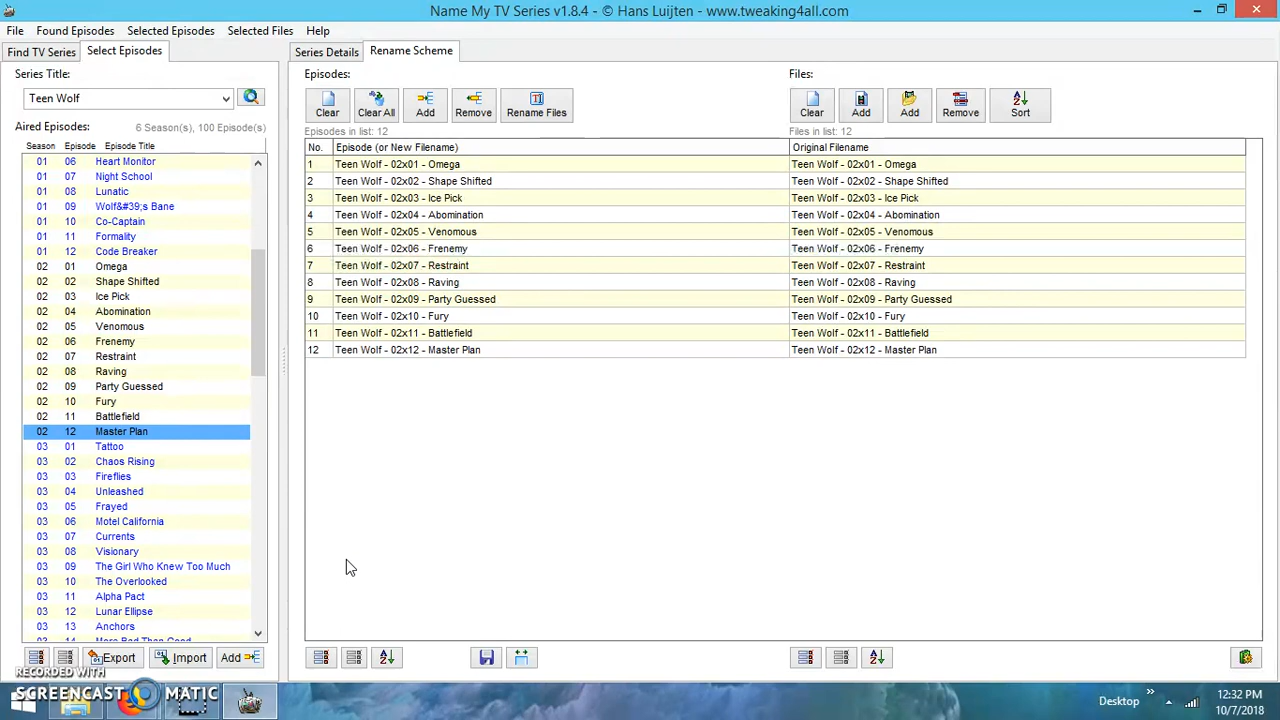 Name My TV Series v1.8.4 - © Hans Luijten - www.tweaking4all.com
File Found Episodes Selected Episodes Selected Files Help
Find TV Series Select Episodes
Series Title:
Teen Wolf
Aired Episodes: 6 Season(s), 100 Episode(s)
Season Episode Episode Title
01 06 Heart Monitor
01 07 Night School
01 08 Lunatic
01 09 Wolf&#39;s Bane
01 10 Co-Captain
01 11 Formality
01 12 Code Breaker
02 01 Omega
02 02 Shape Shifted
02 03 Ice Pick
02 04 Abomination
02 05 Venomous
02 06 Frenemy
02 07 Restraint
02 08 Raving
02 09 Party Guessed
02 10 Fury
02 11 Battlefield
02 12 Master Plan
03 01 Tattoo
03 02 Chaos Rising
03 03 Fireflies
03 04 Unleashed
03 05 Frayed
03 06 Motel California
03 07 Currents
03 08 Visionary
03 09 The Girl Who Knew Too Much
03 10 The Overlooked
03 11 Alpha Pact
03 12 Lunar Ellipse
03 13 Anchors
03 14 More Bad Than Good
Export Import Add
Series Details Rename Scheme
Episodes: Files:
Clear Clear All Add Remove Rename Files Clear Add Add Remove Sort
Episodes in list: 12 Files in list: 12
No. Episode (or New Filename) Original Filename
1 Teen Wolf - 02x01 - Omega Teen Wolf - 02x01 - Omega
2 Teen Wolf - 02x02 - Shape Shifted Teen Wolf - 02x02 - Shape Shifted
3 Teen Wolf - 02x03 - Ice Pick Teen Wolf - 02x03 - Ice Pick
4 Teen Wolf - 02x04 - Abomination Teen Wolf - 02x04 - Abomination
5 Teen Wolf - 02x05 - Venomous Teen Wolf - 02x05 - Venomous
6 Teen Wolf - 02x06 - Frenemy Teen Wolf - 02x06 - Frenemy
7 Teen Wolf - 02x07 - Restraint Teen Wolf - 02x07 - Restraint
8 Teen Wolf - 02x08 - Raving Teen Wolf - 02x08 - Raving
9 Teen Wolf - 02x09 - Party Guessed Teen Wolf - 02x09 - Party Guessed
10 Teen Wolf - 02x10 - Fury Teen Wolf - 02x10 - Fury
11 Teen Wolf - 02x11 - Battlefield Teen Wolf - 02x11 - Battlefield
12 Teen Wolf - 02x12 - Master Plan Teen Wolf - 02x12 - Master Plan
RECORDED WITH
SCREENCAST MATIC
Desktop
12:32 PM
10/7/2018